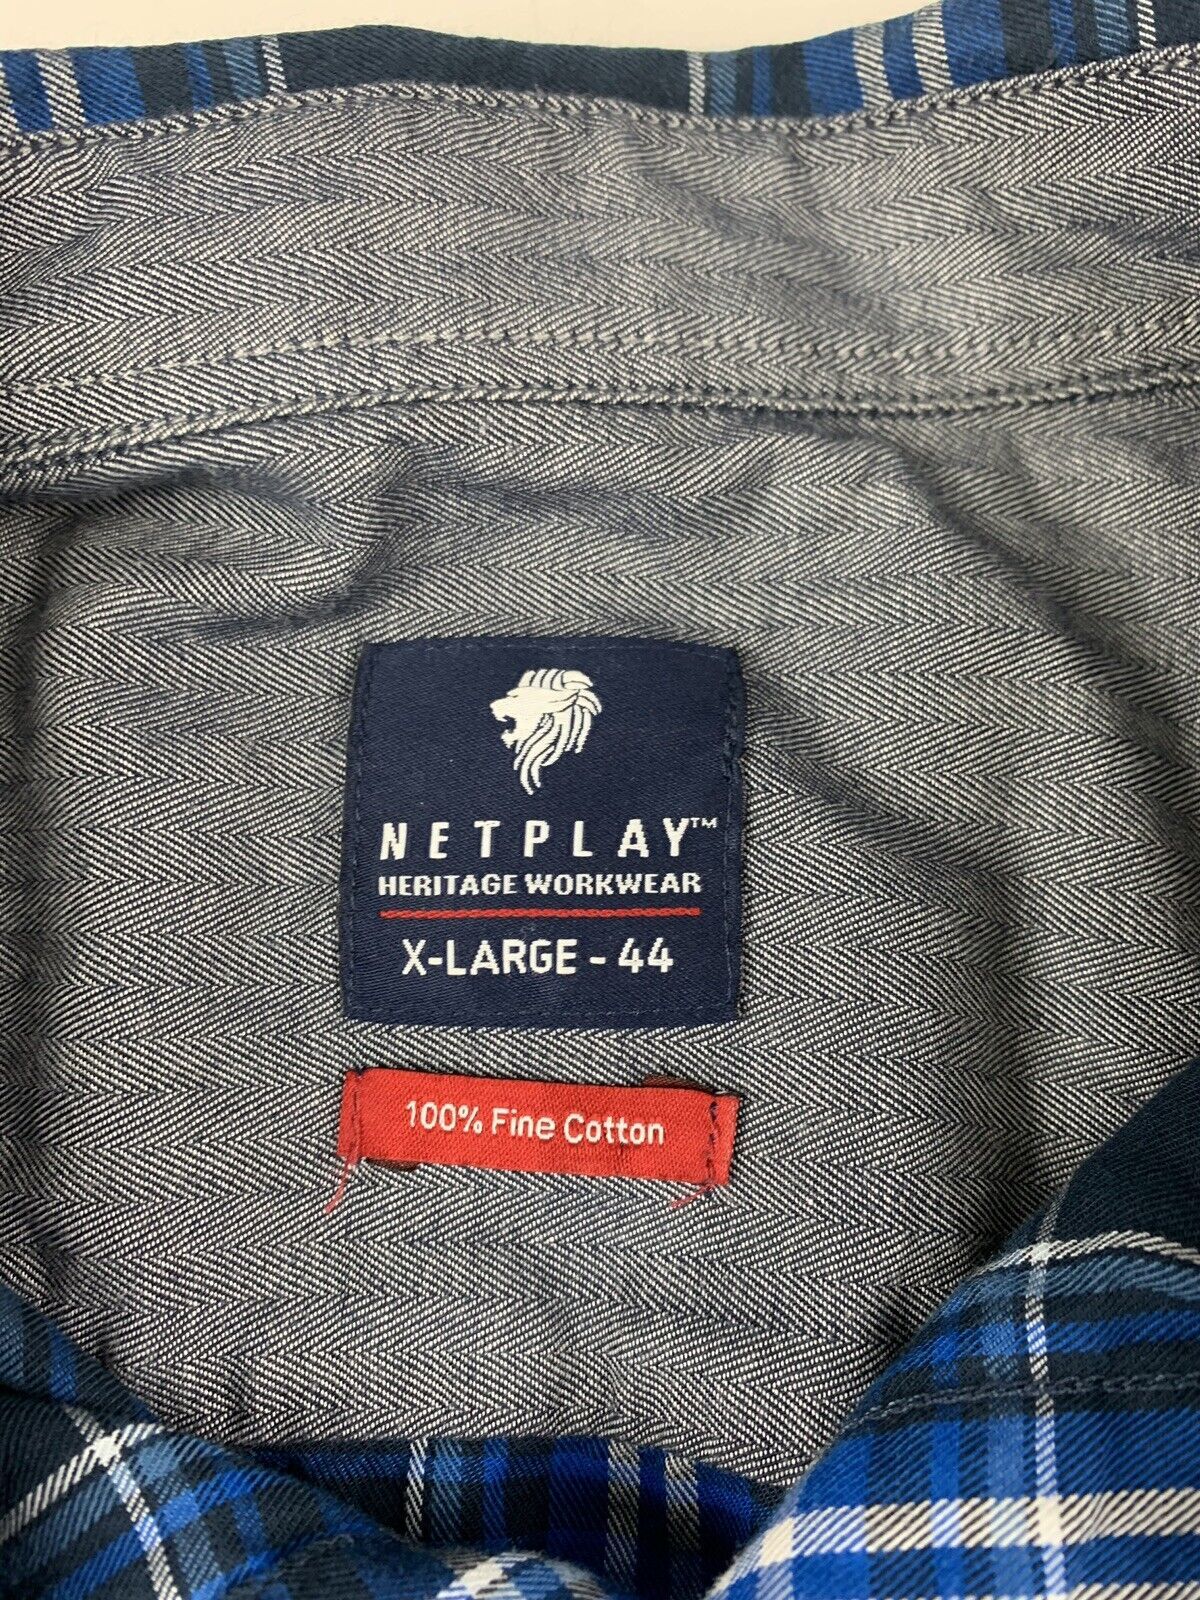 NETPLAY™
HERITAGE WORKWEAR
X-LARGE - 44
100% Fine Cotton